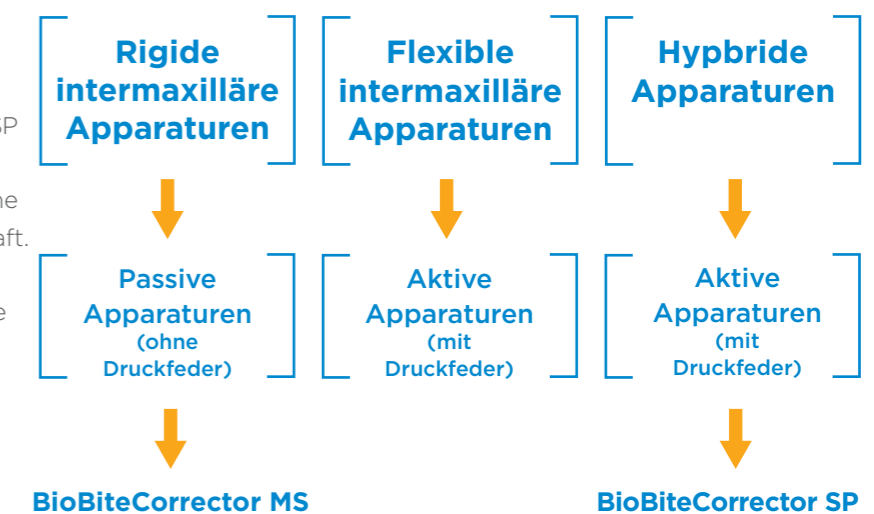 Rigide
intermaxilläre
Apparaturen
Flexible
intermaxilläre
Apparaturen
Hypbride
Apparaturen
Passive
Apparaturen
(ohne
Druckfeder)
Aktive
Apparaturen
(mit
Druckfeder)
Aktive
Apparaturen
(mit
Druckfeder)
BioBiteCorrector MS
BioBiteCorrector SP